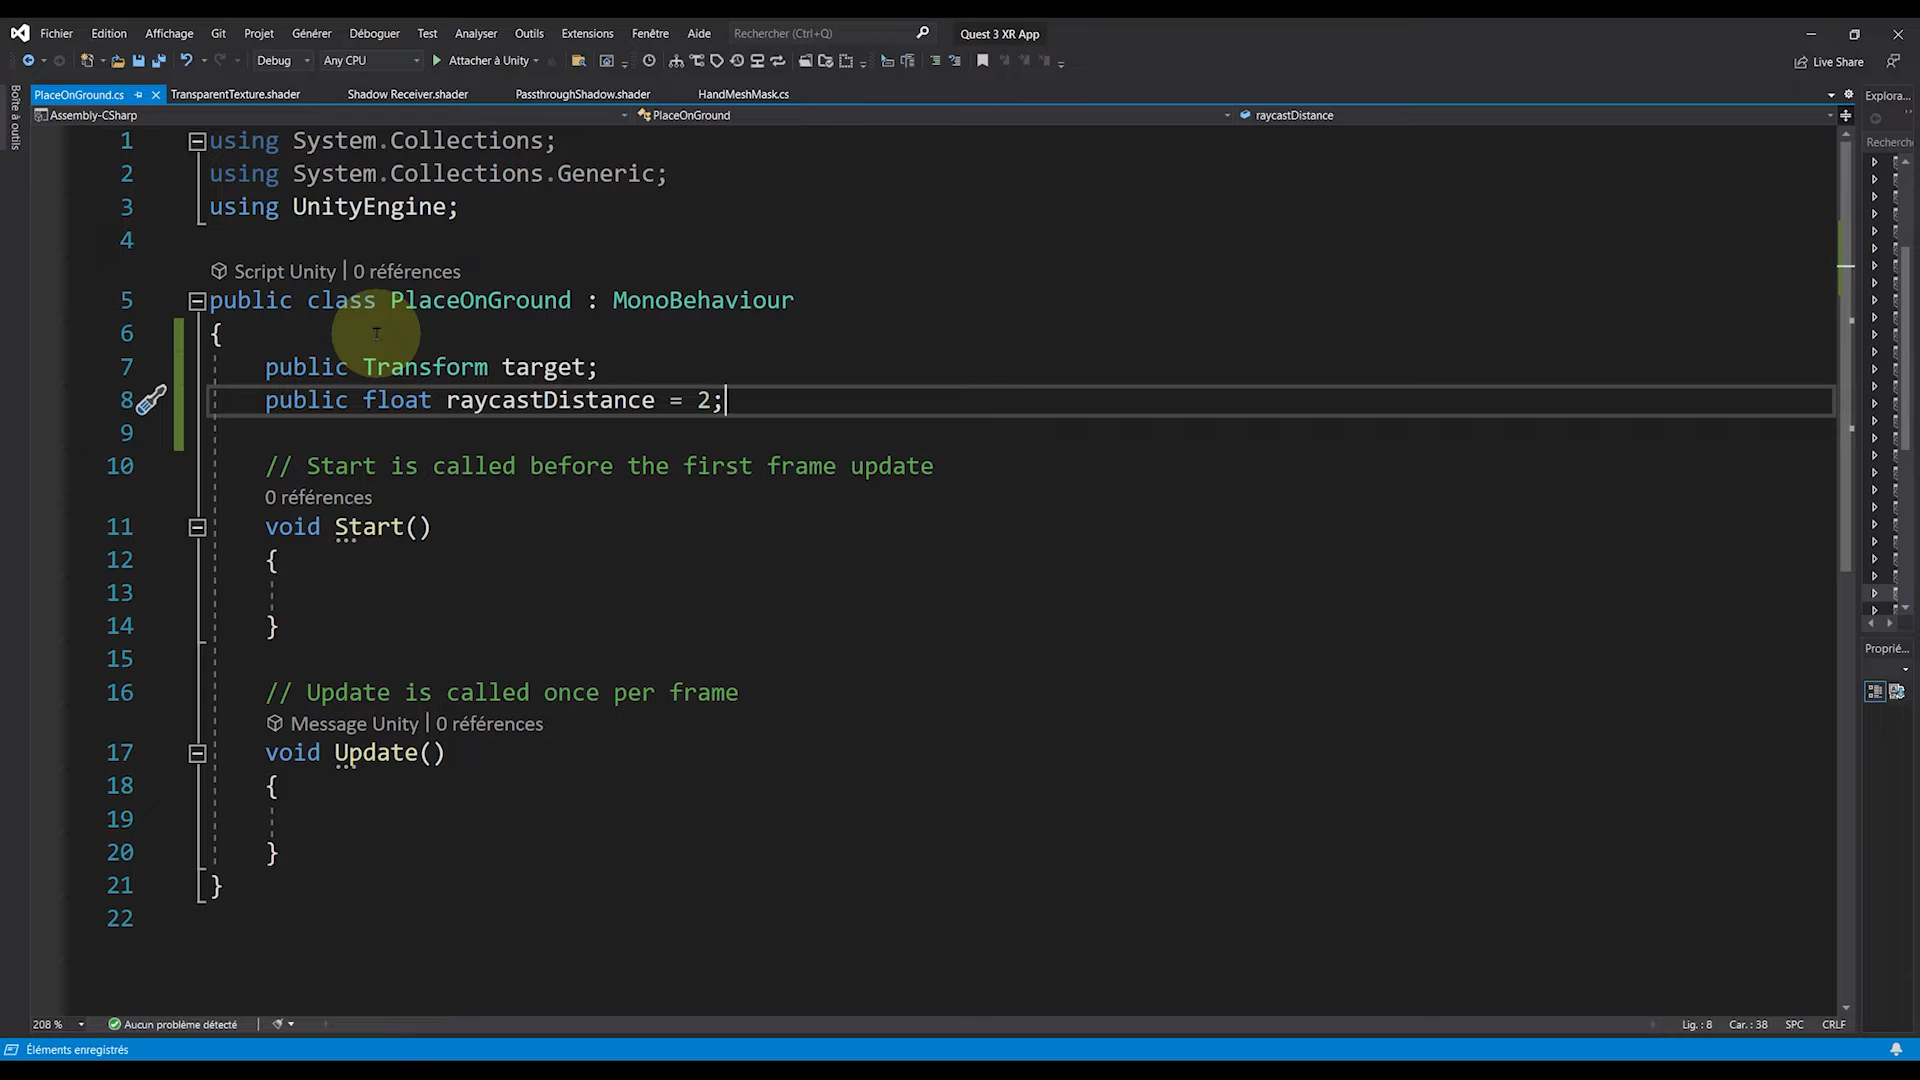 Fichier Edition Affichage Git Projet Générer Déboguer Test Analyser Outils Extensions Fenêtre Aide Rechercher (Ctrl+Q) Quest 3 XR App
Debug Any CPU Attacher à Unity Live Share
PlaceOnGround.cs TransparentTexture.shader Shadow Receiver.shader PassthroughShadow.shader HandMeshMask.cs Explora...
Assembly-CSharp PlaceOnGround raycastDistance
Boîte à outils
Recherche
1 using System.Collections;
2 using System.Collections.Generic;
3 using UnityEngine;
4
Script Unity | 0 références
5 public class PlaceOnGround : MonoBehaviour
6 {
7 public Transform target;
8 public float raycastDistance = 2;
9
10 // Start is called before the first frame update
0 références
11 void Start()
12 {
13
14 }
15
16 // Update is called once per frame
Message Unity | 0 références
17 void Update()
18 {
19
20 }
21 }
22
Proprié...
208 % Aucun problème détecté Lig. : 8 Car. : 38 SPC CRLF
Éléments enregistrés